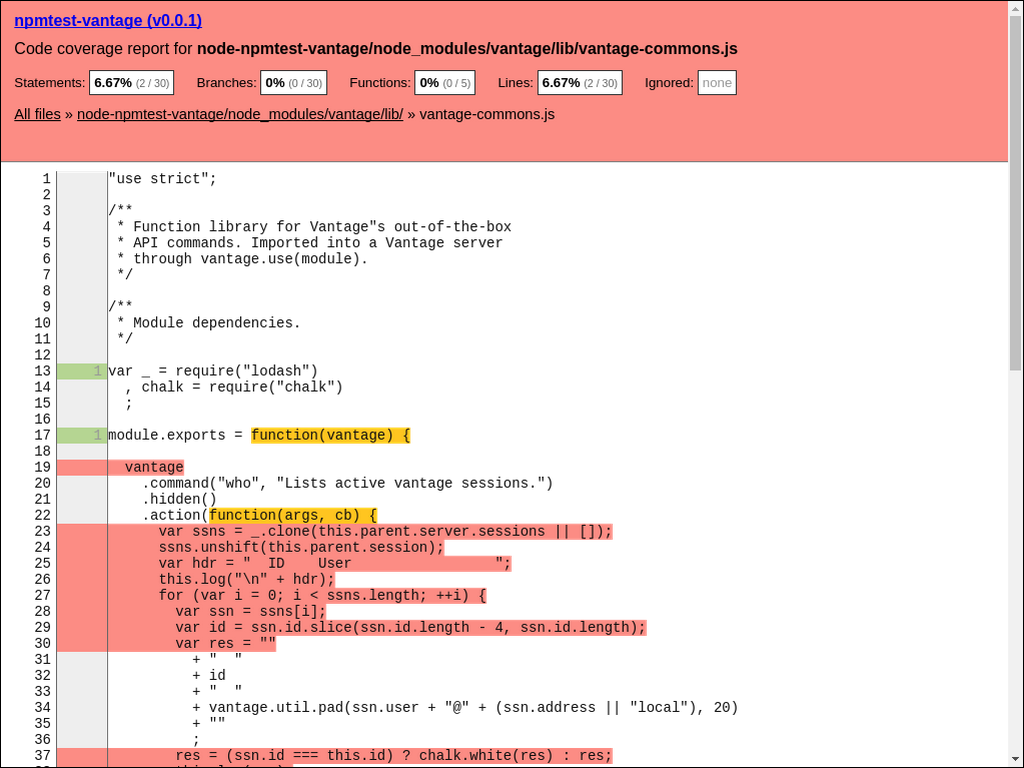 npmtest-vantage (v0.0.1)
Code coverage report for node-npmtest-vantage/node_modules/vantage/lib/vantage-commons.js
Statements: 6.67% (2 / 30) Branches: 0% (0 / 30) Functions: 0% (0 / 5) Lines: 6.67% (2 / 30) Ignored: none
All files » node-npmtest-vantage/node_modules/vantage/lib/ » vantage-commons.js
1 "use strict";
2
3 /**
4  * Function library for Vantage"s out-of-the-box
5  * API commands. Imported into a Vantage server
6  * through vantage.use(module).
7  */
8
9 /**
10  * Module dependencies.
11  */
12
13 1 var _ = require("lodash")
14   , chalk = require("chalk")
15   ;
16
17 1 module.exports = function(vantage) {
18
19   vantage
20     .command("who", "Lists active vantage sessions.")
21     .hidden()
22     .action(function(args, cb) {
23       var ssns = _.clone(this.parent.server.sessions || []);
24       ssns.unshift(this.parent.session);
25       var hdr = "  ID    User                 ";
26       this.log("\n" + hdr);
27       for (var i = 0; i < ssns.length; ++i) {
28         var ssn = ssns[i];
29         var id = ssn.id.slice(ssn.id.length - 4, ssn.id.length);
30         var res = ""
31           + "  "
32           + id
33           + "  "
34           + vantage.util.pad(ssn.user + "@" + (ssn.address || "local"), 20)
35           + ""
36           ;
37         res = (ssn.id === this.id) ? chalk.white(res) : res;